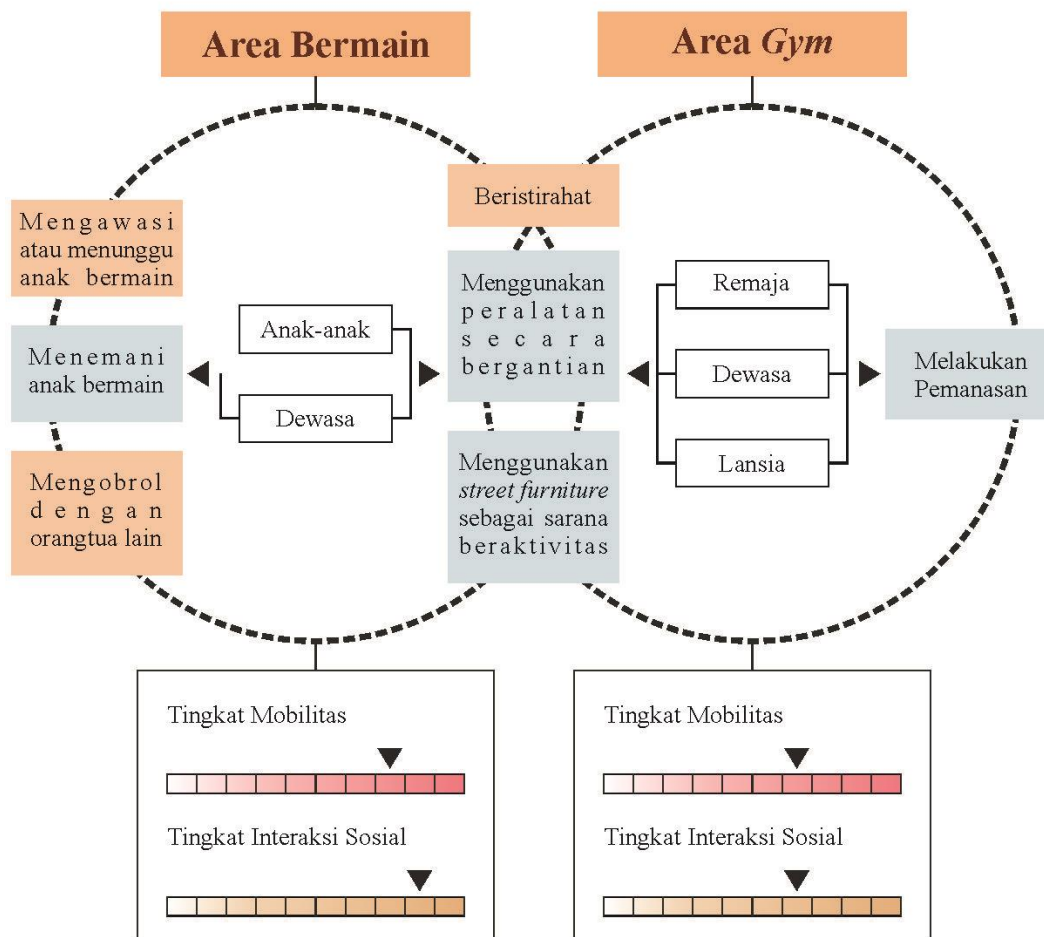 Area Bermain
Area Gym
Beristirahat
Mengawasi
atau menunggu
anak bermain
Menemani
anak bermain
Mengobrol
dengan
orangtua lain
Anak-anak
Dewasa
Menggunakan
peralatan
secara
bergantian
Menggunakan
street furniture
sebagai sarana
beraktivitas
Remaja
Dewasa
Lansia
Melakukan
Pemanasan
Tingkat Mobilitas
Tingkat Interaksi Sosial
Tingkat Mobilitas
Tingkat Interaksi Sosial